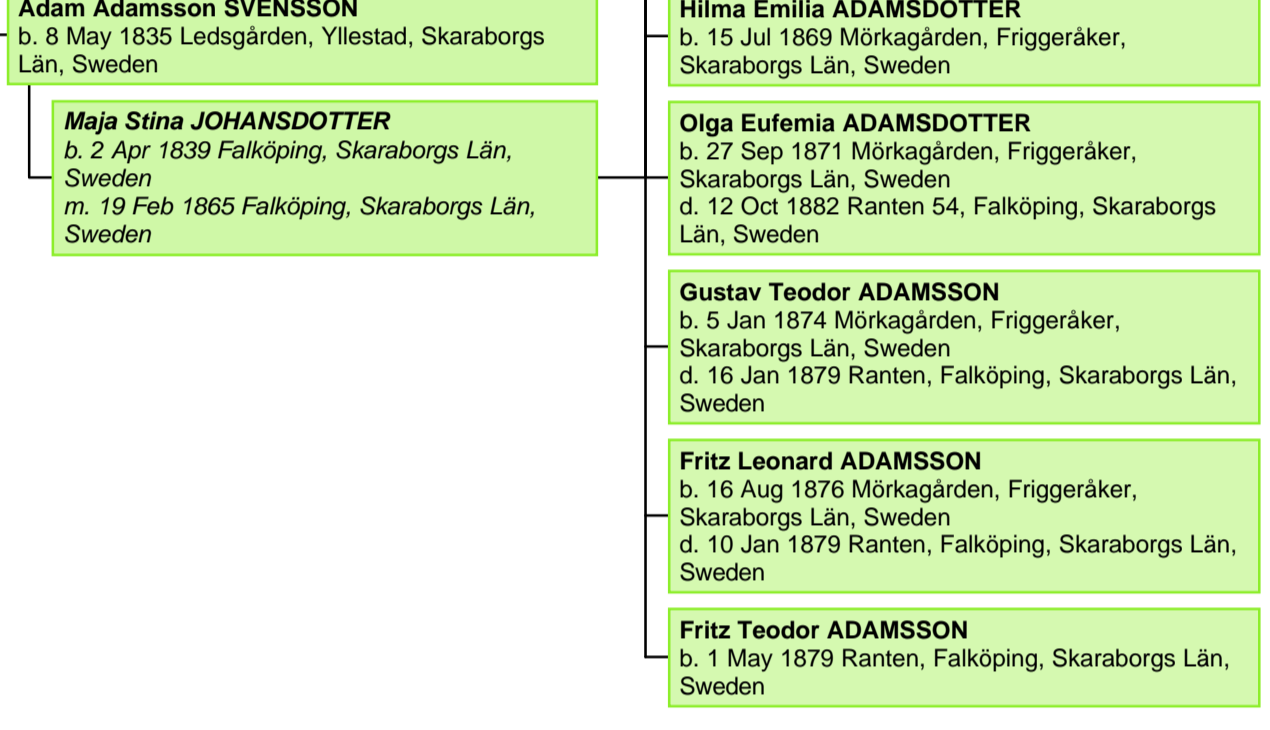 Adam Adamsson SVENSSON
b. 8 May 1835 Ledsgården, Yllestad, Skaraborgs
Län, Sweden
Maja Stina JOHANSDOTTER
b. 2 Apr 1839 Falköping, Skaraborgs Län,
Sweden
m. 19 Feb 1865 Falköping, Skaraborgs Län,
Sweden
Hilma Emilia ADAMSDOTTER
b. 15 Jul 1869 Mörkagården, Friggeråker,
Skaraborgs Län, Sweden
Olga Eufemia ADAMSDOTTER
b. 27 Sep 1871 Mörkagården, Friggeråker,
Skaraborgs Län, Sweden
d. 12 Oct 1882 Ranten 54, Falköping, Skaraborgs
Län, Sweden
Gustav Teodor ADAMSSON
b. 5 Jan 1874 Mörkagården, Friggeråker,
Skaraborgs Län, Sweden
d. 16 Jan 1879 Ranten, Falköping, Skaraborgs Län,
Sweden
Fritz Leonard ADAMSSON
b. 16 Aug 1876 Mörkagården, Friggeråker,
Skaraborgs Län, Sweden
d. 10 Jan 1879 Ranten, Falköping, Skaraborgs Län,
Sweden
Fritz Teodor ADAMSSON
b. 1 May 1879 Ranten, Falköping, Skaraborgs Län,
Sweden